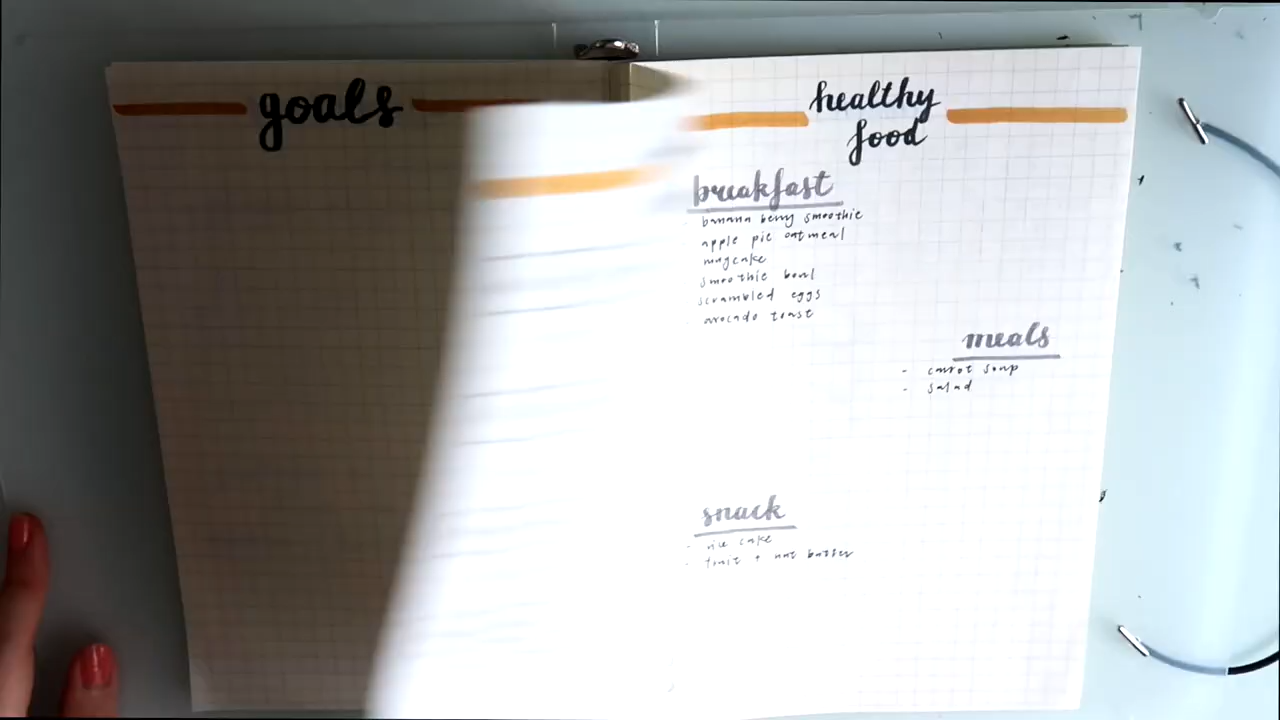 goals
healthy
food
breakfast
banana berry smoothie
apple pie oatmeal
mugcake
smoothie bowl
scrambled eggs
avocado toast
meals
- carrot soup
- salad
snack
- rice cake
- fruit + nut butter